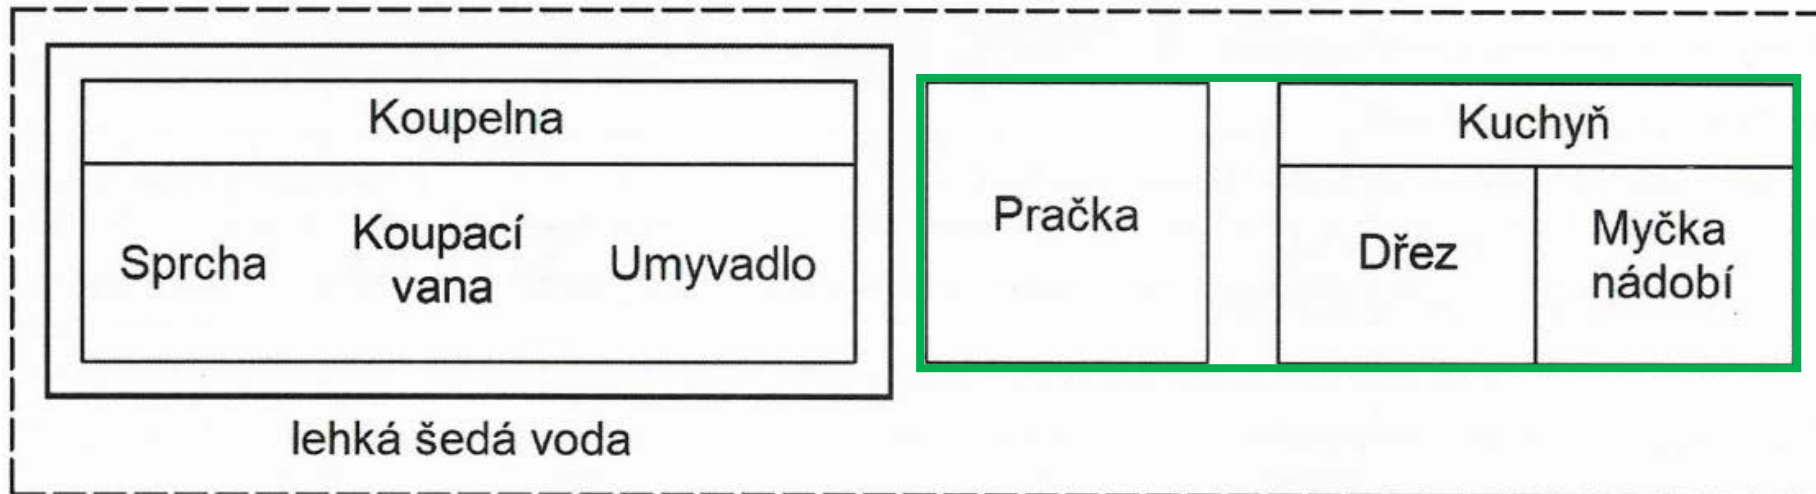 Koupelna
Sprcha
Koupací
vana
Umyvadlo
lehká šedá voda
Pračka
Kuchyň
Dřez
Myčka
nádobí